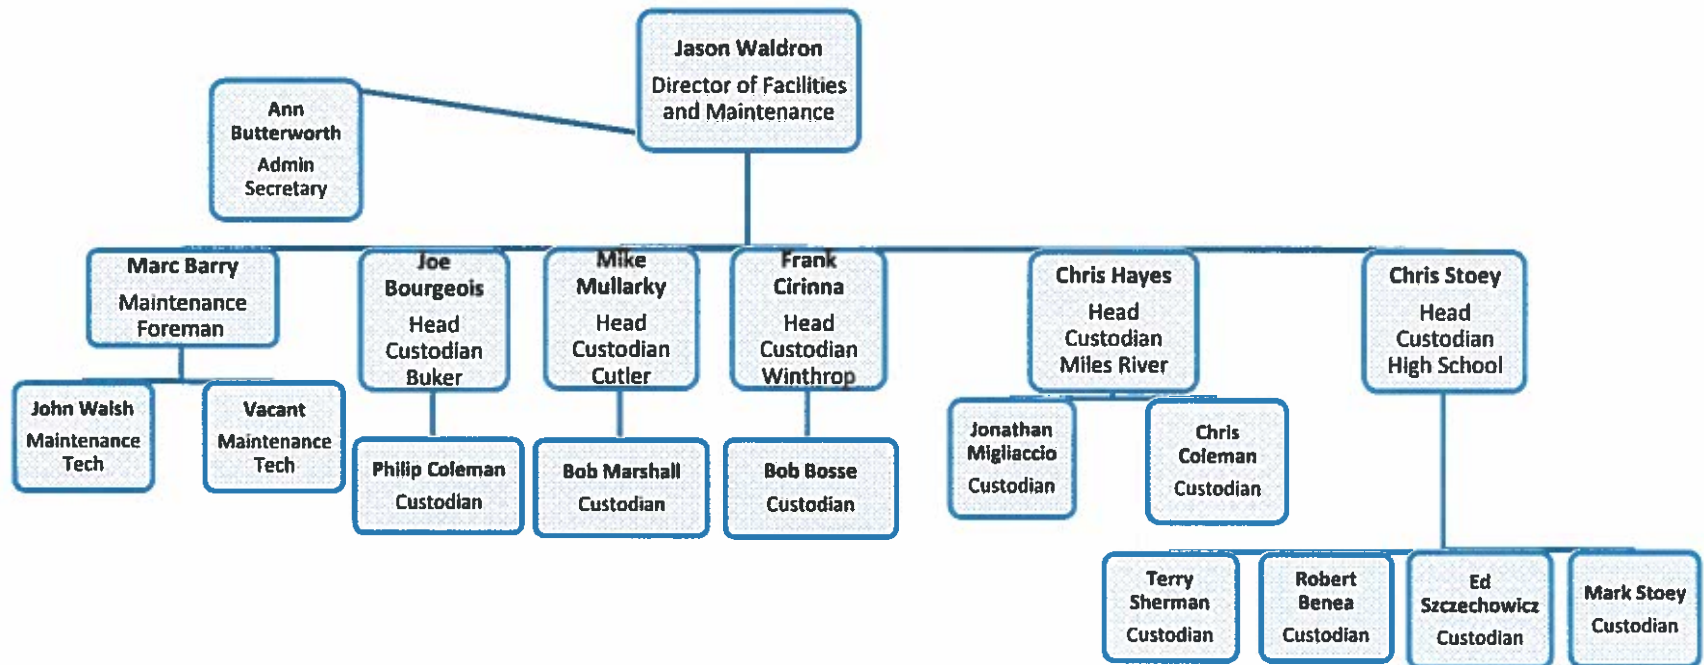 Jason Waldron
Director of Facilities
and Maintenance
Ann
Butterworth
Admin
Secretary
Marc Barry
Maintenance
Foreman
Joe
Bourgeois
Head
Custodian
Buker
Mike
Mullarky
Head
Custodian
Cutler
Frank
Cirinna
Head
Custodian
Winthrop
Chris Hayes
Head
Custodian
Miles River
Chris Stoey
Head
Custodian
High School
John Walsh
Maintenance
Tech
Vacant
Maintenance
Tech
Philip Coleman
Custodian
Bob Marshall
Custodian
Bob Bosse
Custodian
Jonathan
Migliaccio
Custodian
Chris
Coleman
Custodian
Terry
Sherman
Custodian
Robert
Benea
Custodian
Ed
Szczechowicz
Custodian
Mark Stoey
Custodian